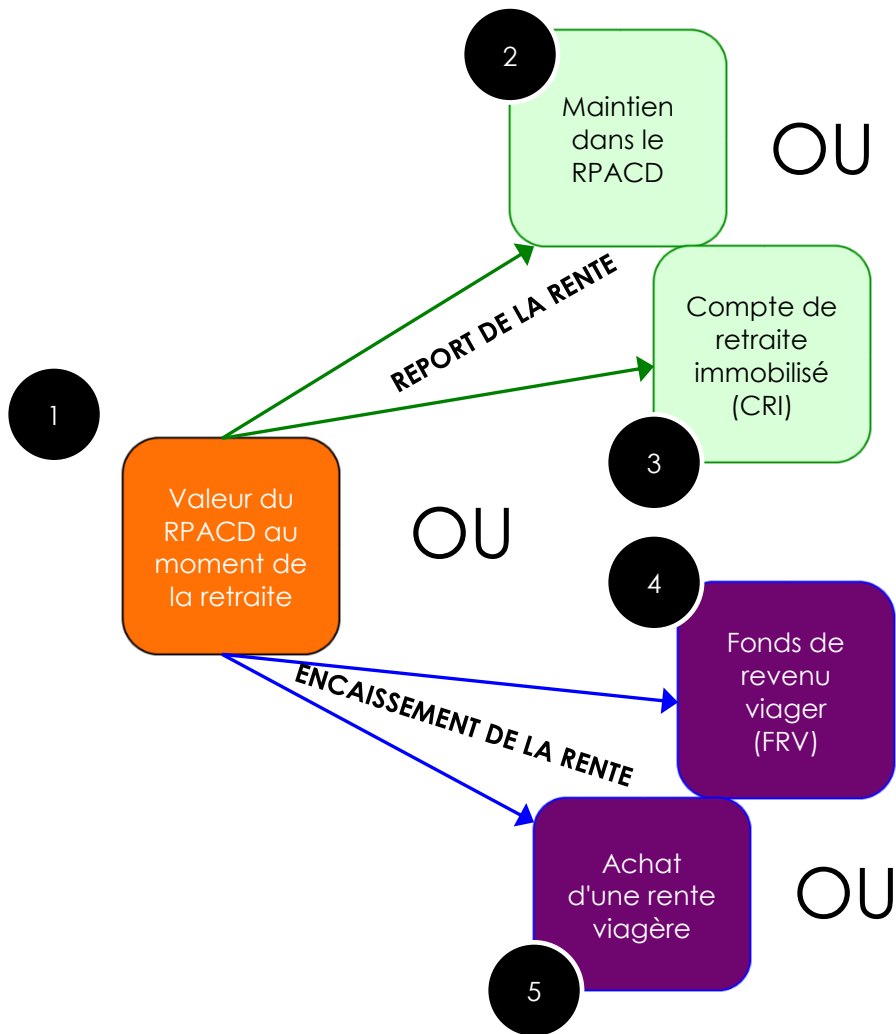 2
Maintien
dans le
RPACD
OU
REPORT DE LA RENTE
Compte de
retraite
immobilisé
(CRI)
3
1
Valeur du
RPACD au
moment de
la retraite
OU
4
Fonds de
revenu
viager
(FRV)
ENCAISSEMENT DE LA RENTE
Achat
d'une rente
viagère
OU
5